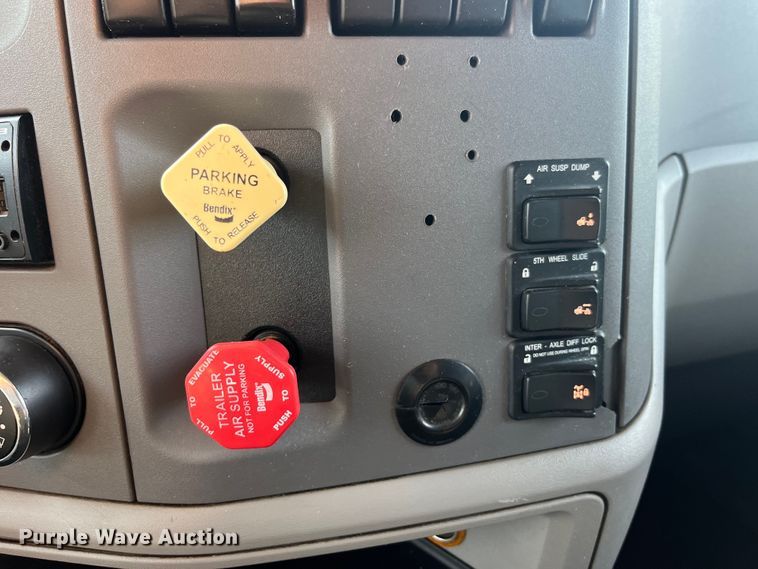 PULL TO APPLY
PARKING
BRAKE
Bendix
PUSH TO RELEASE
AIR SUSP DUMP
5TH WHEEL SLIDE
INTER - AXLE DIFF LOCK
DO NOT USE DURING WHEEL SPIN
PULL TO EVACUATE
TRAILER
AIR SUPPLY
NOT FOR PARKING
Bendix
PUSH TO SUPPLY
Purple Wave Auction